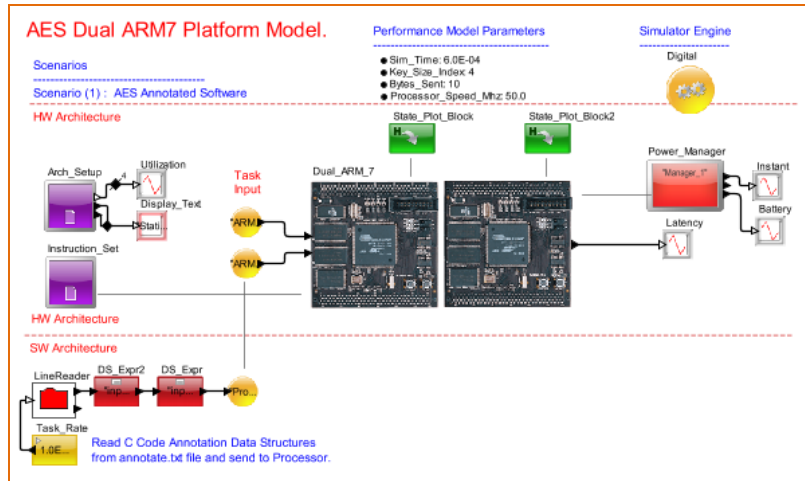 AES Dual ARM7 Platform Model.
Performance Model Parameters
Simulator Engine
Sim_Time: 6.0E-04
Key_Size_Index: 4
Bytes_Sent: 10
Processor_Speed_Mhz: 50.0
Digital
Scenarios
Scenario (1) : AES Annotated Software
HW Architecture
State_Plot_Block
State_Plot_Block2
H
H
Arch_Setup
4
Utilization
Display_Text
Stati...
Task
Input
Dual_ARM_7
Power_Manager
"Manager_1"
Instant
Battery
Latency
"ARM
"ARM
Instruction_Set
HW Architecture
SW Architecture
LineReader
DS_Expr2
DS_Expr
"inp...
"inp...
"Pro...
Task_Rate
1.0E...
Read C Code Annotation Data Structures
from annotate.txt file and send to Processor.